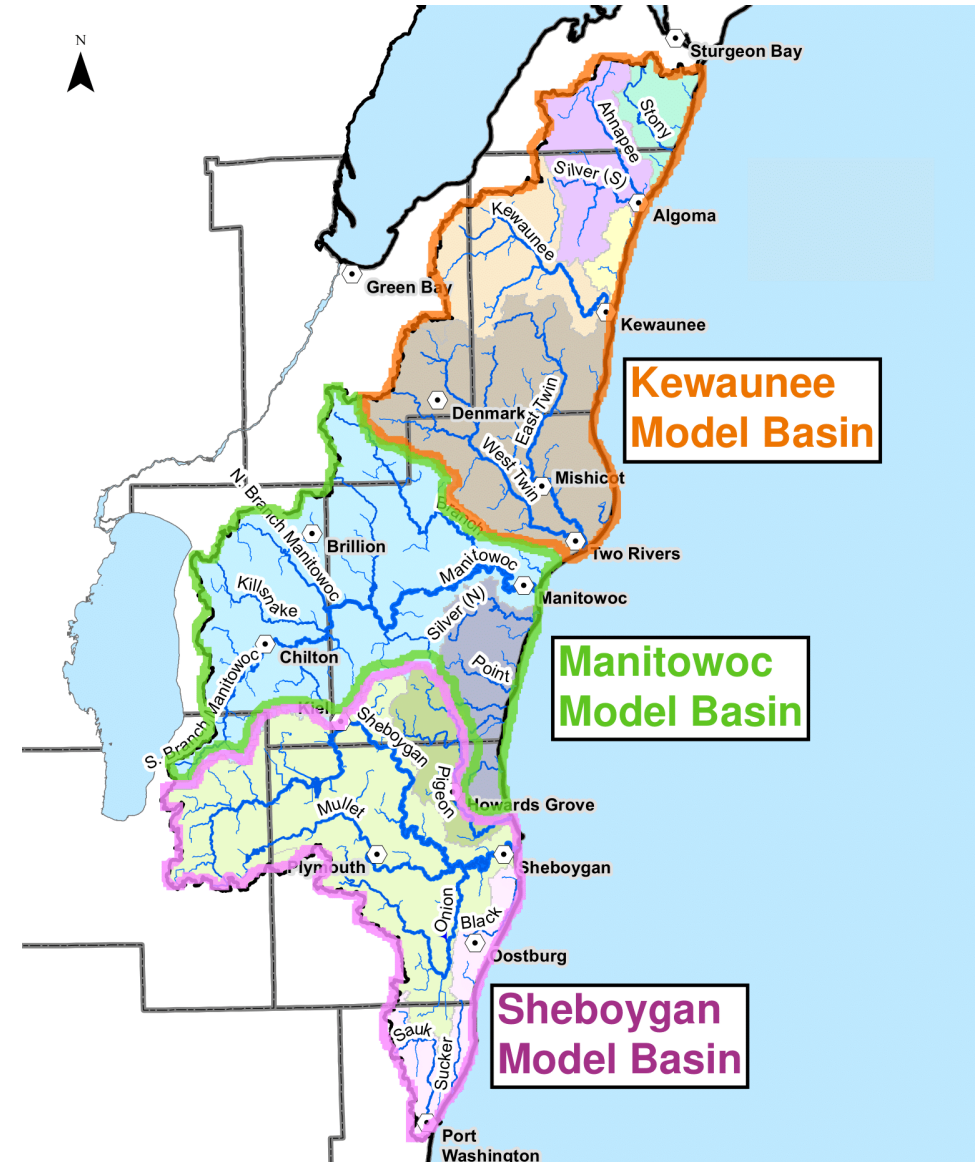 N
Sturgeon Bay
Stony
Ahnapee
Silver (S)
Algoma
Kewaunee
Green Bay
Kewaunee
Kewaunee
Model Basin
Denmark
East Twin
West Twin
Mishicot
N. Branch Manitowoc
Branch
Brillion
Two Rivers
Manitowoc
Killsnake
Manitowoc
Silver (N)
Chilton
Manitowoc
Model Basin
Point
S. Branch Manitowoc
Kiel
Sheboygan
Pigeon
Howards Grove
Mullet
Plymouth
Sheboygan
Onion
Black
Oostburg
Sheboygan
Model Basin
Sauk
Sucker
Port
Washington